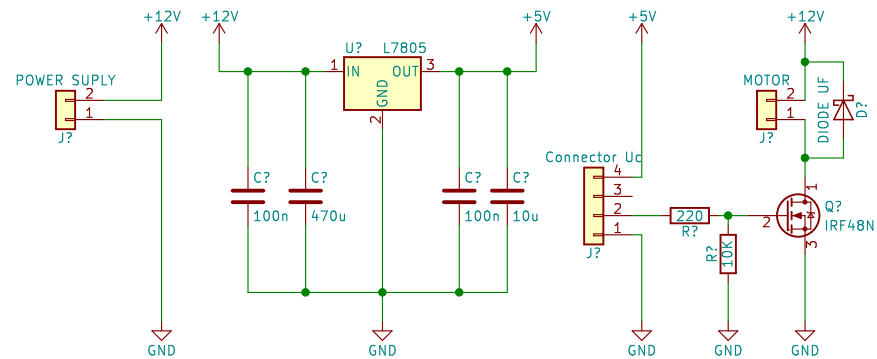 +12V
+12V
+5V
+5V
+12V
POWER SUPLY
2
1
J?
U?
L7805
1
IN
OUT
3
GND
2
C?
100n
C?
470u
C?
100n
C?
10u
GND
GND
Connector Uc
4
3
2
1
J?
220
R?
R?
10K
MOTOR
2
1
J?
DIODE UF
D?
1
Q?
2
IRF48N
3
GND
GND
GND